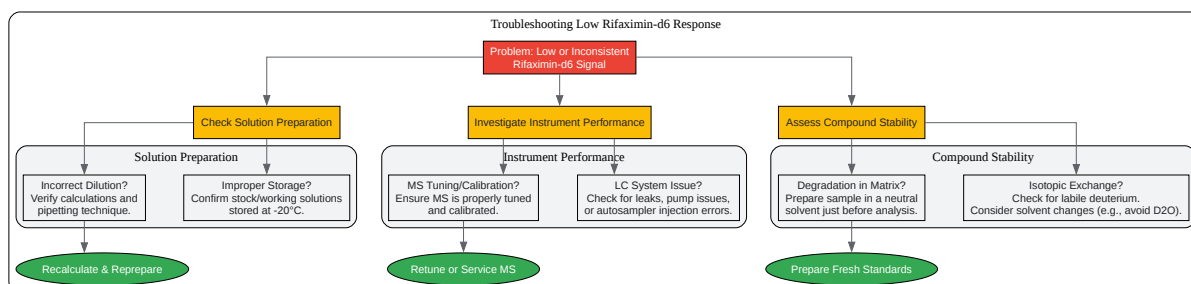 Troubleshooting Low Rifaximin-d6 Response
Problem: Low or Inconsistent
Rifaximin-d6 Signal
Check Solution Preparation
Investigate Instrument Performance
Assess Compound Stability
Solution Preparation
Instrument Performance
Compound Stability
Incorrect Dilution?
Verify calculations and
pipetting technique.
Improper Storage?
Confirm stock/working solutions
stored at -20°C.
MS Tuning/Calibration?
Ensure MS is properly tuned
and calibrated.
LC System Issue?
Check for leaks, pump issues,
or autosampler injection errors.
Degradation in Matrix?
Prepare sample in a neutral
solvent just before analysis.
Isotopic Exchange?
Check for labile deuterium.
Consider solvent changes (e.g., avoid D2O).
Recalculate & Reprepare
Retune or Service MS
Prepare Fresh Standards